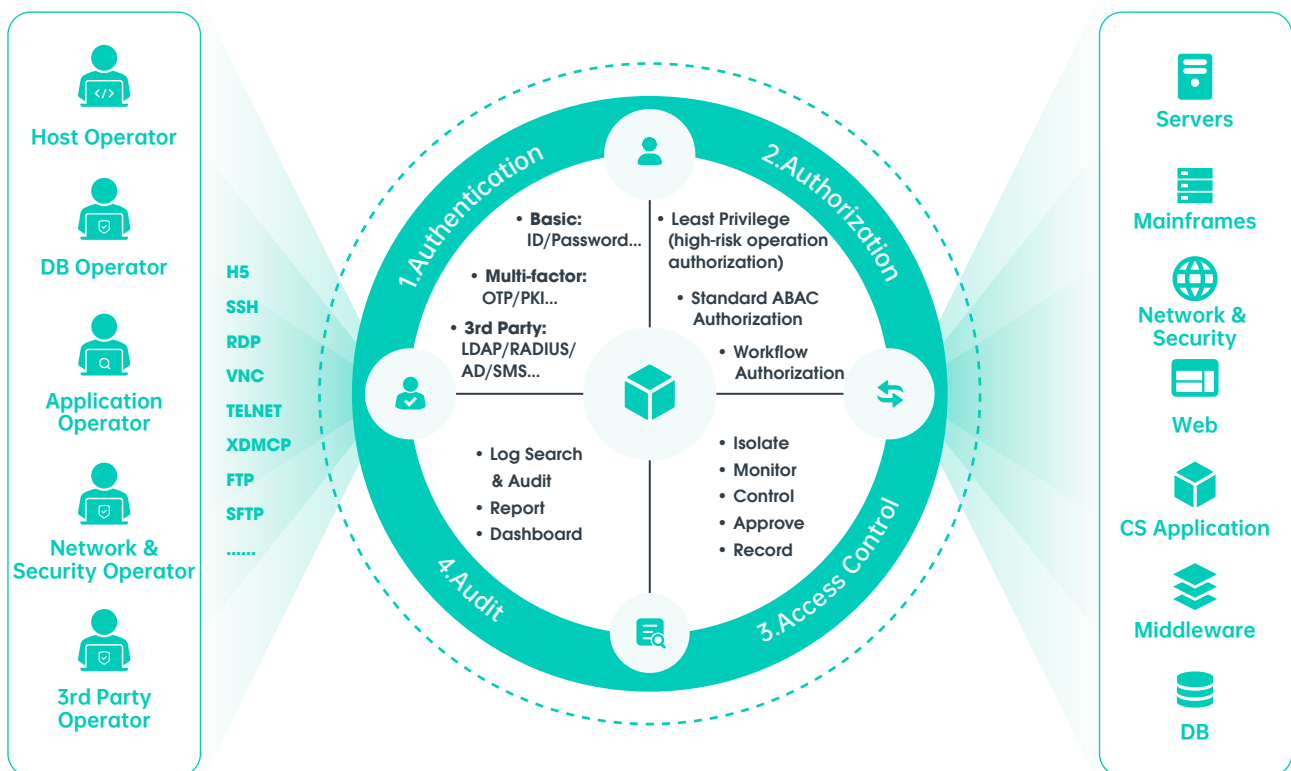 Host Operator
DB Operator
Application
Operator
Network &
Security Operator
3rd Party
Operator
H5
SSH
RDP
VNC
TELNET
XDMCP
FTP
SFTP
......
1.Authentication
• Basic:
ID/Password...
• Multi-factor:
OTP/PKI...
• 3rd Party:
LDAP/RADIUS/
AD/SMS...
2.Authorization
• Least Privilege
(high-risk operation
authorization)
• Standard ABAC
Authorization
• Workflow
Authorization
3.Access Control
• Isolate
• Monitor
• Control
• Approve
• Record
4.Audit
• Log Search
& Audit
• Report
• Dashboard
Servers
Mainframes
Network &
Security
Web
CS Application
Middleware
DB